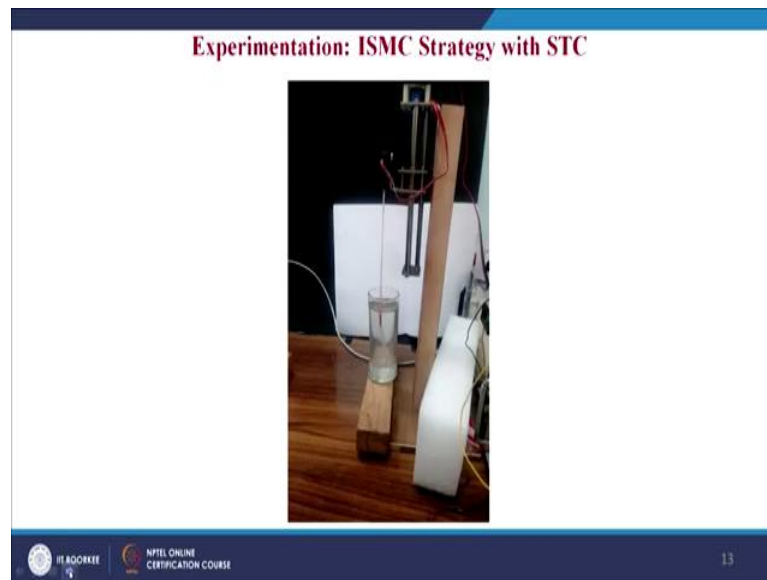 Experimentation: ISMC Strategy with STC
IIT ROORKEE
NPTEL ONLINE
CERTIFICATION COURSE
13